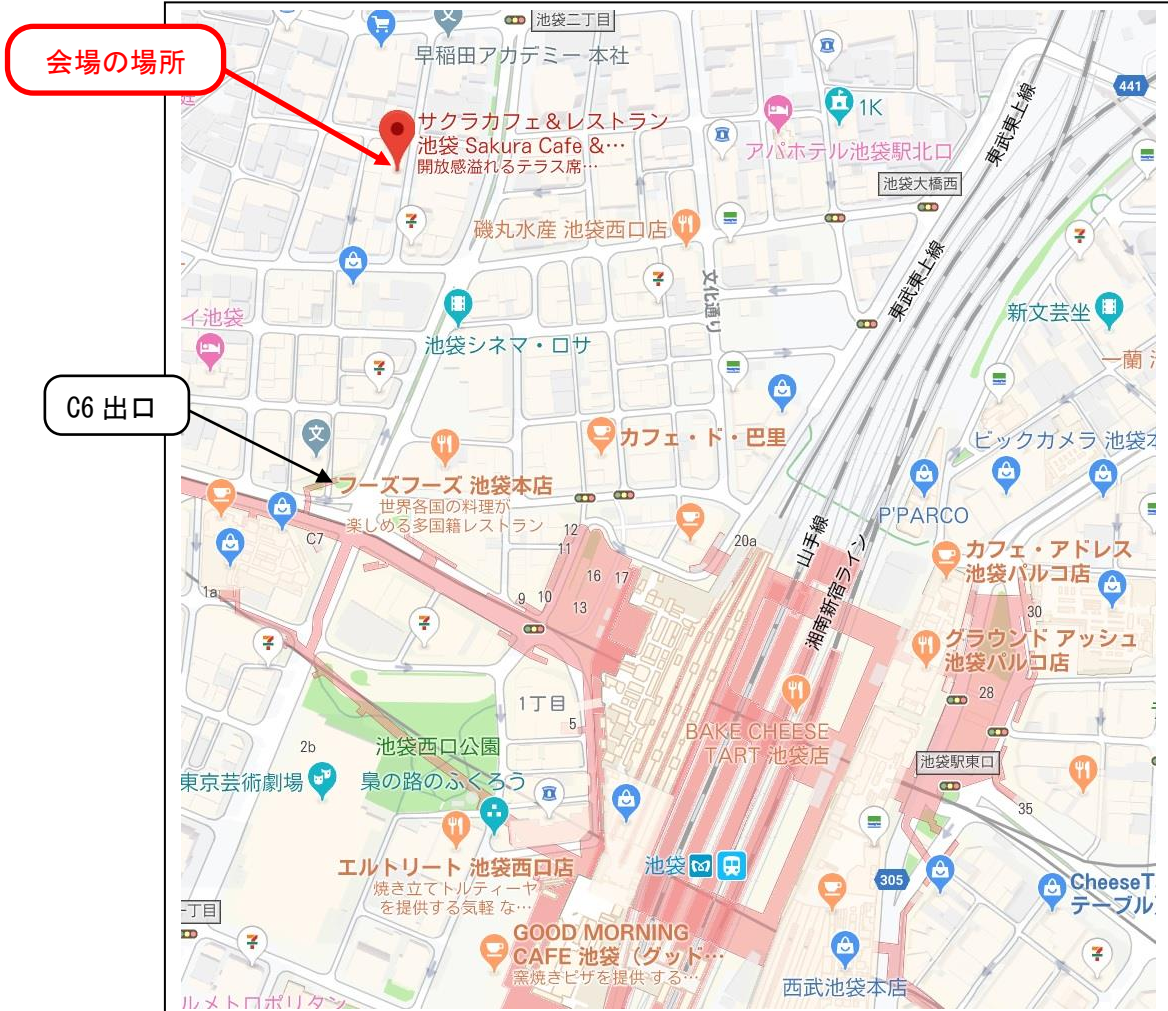 池袋二丁目
会場の場所
早稲田アカデミー 本社
441
1K
サクラカフェ＆レストラン
池袋 Sakura Cafe &…
開放感溢れるテラス席…
アパホテル池袋駅北口
東武東上線
池袋大橋西
磯丸水産 池袋西口店
文化通り
東武東上線
新文芸坐
イ池袋
池袋シネマ・ロサ
一蘭
C6 出口
カフェ・ド・巴里
ビックカメラ 池袋本
文
フーズフーズ 池袋本店
世界各国の料理が
楽しめる多国籍レストラン
P'PARCO
C7
12
11
20a
山手線
湘南新宿ライン
カフェ・アドレス
池袋パルコ店
16
17
1a
9
10
13
30
グラウンド アッシュ
池袋パルコ店
28
1丁目
5
BAKE CHEESE
TART 池袋店
2b
池袋西口公園
池袋駅東口
東京芸術劇場
梟の路のふくろう
35
エルトリート 池袋西口店
焼き立てトルティーヤ
を提供する気軽 な…
池袋
305
CheeseT
テーブル
丁目
GOOD MORNING
CAFE 池袋（グッド…
窯焼きピザを提供 する…
西武池袋本店
ルメトロポリタン